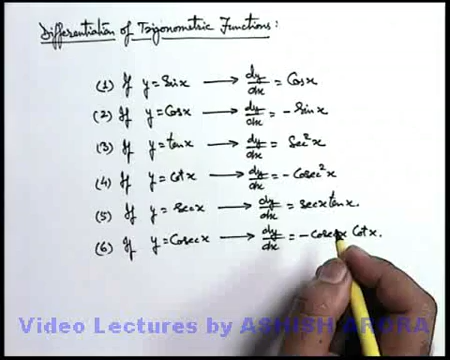 Differentiation of Trigonometric Functions :
(1) If y = Sinx ⟶ dy/dx = Cosx
(2) If y = Cosx ⟶ dy/dx = - Sinx
(3) If y = tanx ⟶ dy/dx = Sec²x
(4) If y = Cotx ⟶ dy/dx = - Cosec²x
(5) If y = secx ⟶ dy/dx = secx tanx.
(6) If y = Cosecx ⟶ dy/dx = - cosecx Cotx.
Video Lectures by ASHISH ARORA